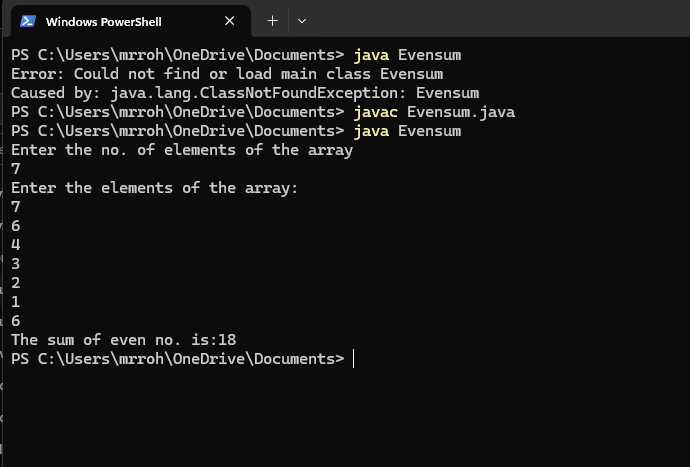 Windows PowerShell
PS C:\Users\mrroh\OneDrive\Documents> java Evensum
Error: Could not find or load main class Evensum
Caused by: java.lang.ClassNotFoundException: Evensum
PS C:\Users\mrroh\OneDrive\Documents> javac Evensum.java
PS C:\Users\mrroh\OneDrive\Documents> java Evensum
Enter the no. of elements of the array
7
Enter the elements of the array:
7
6
4
3
2
1
6
The sum of even no. is:18
PS C:\Users\mrroh\OneDrive\Documents>